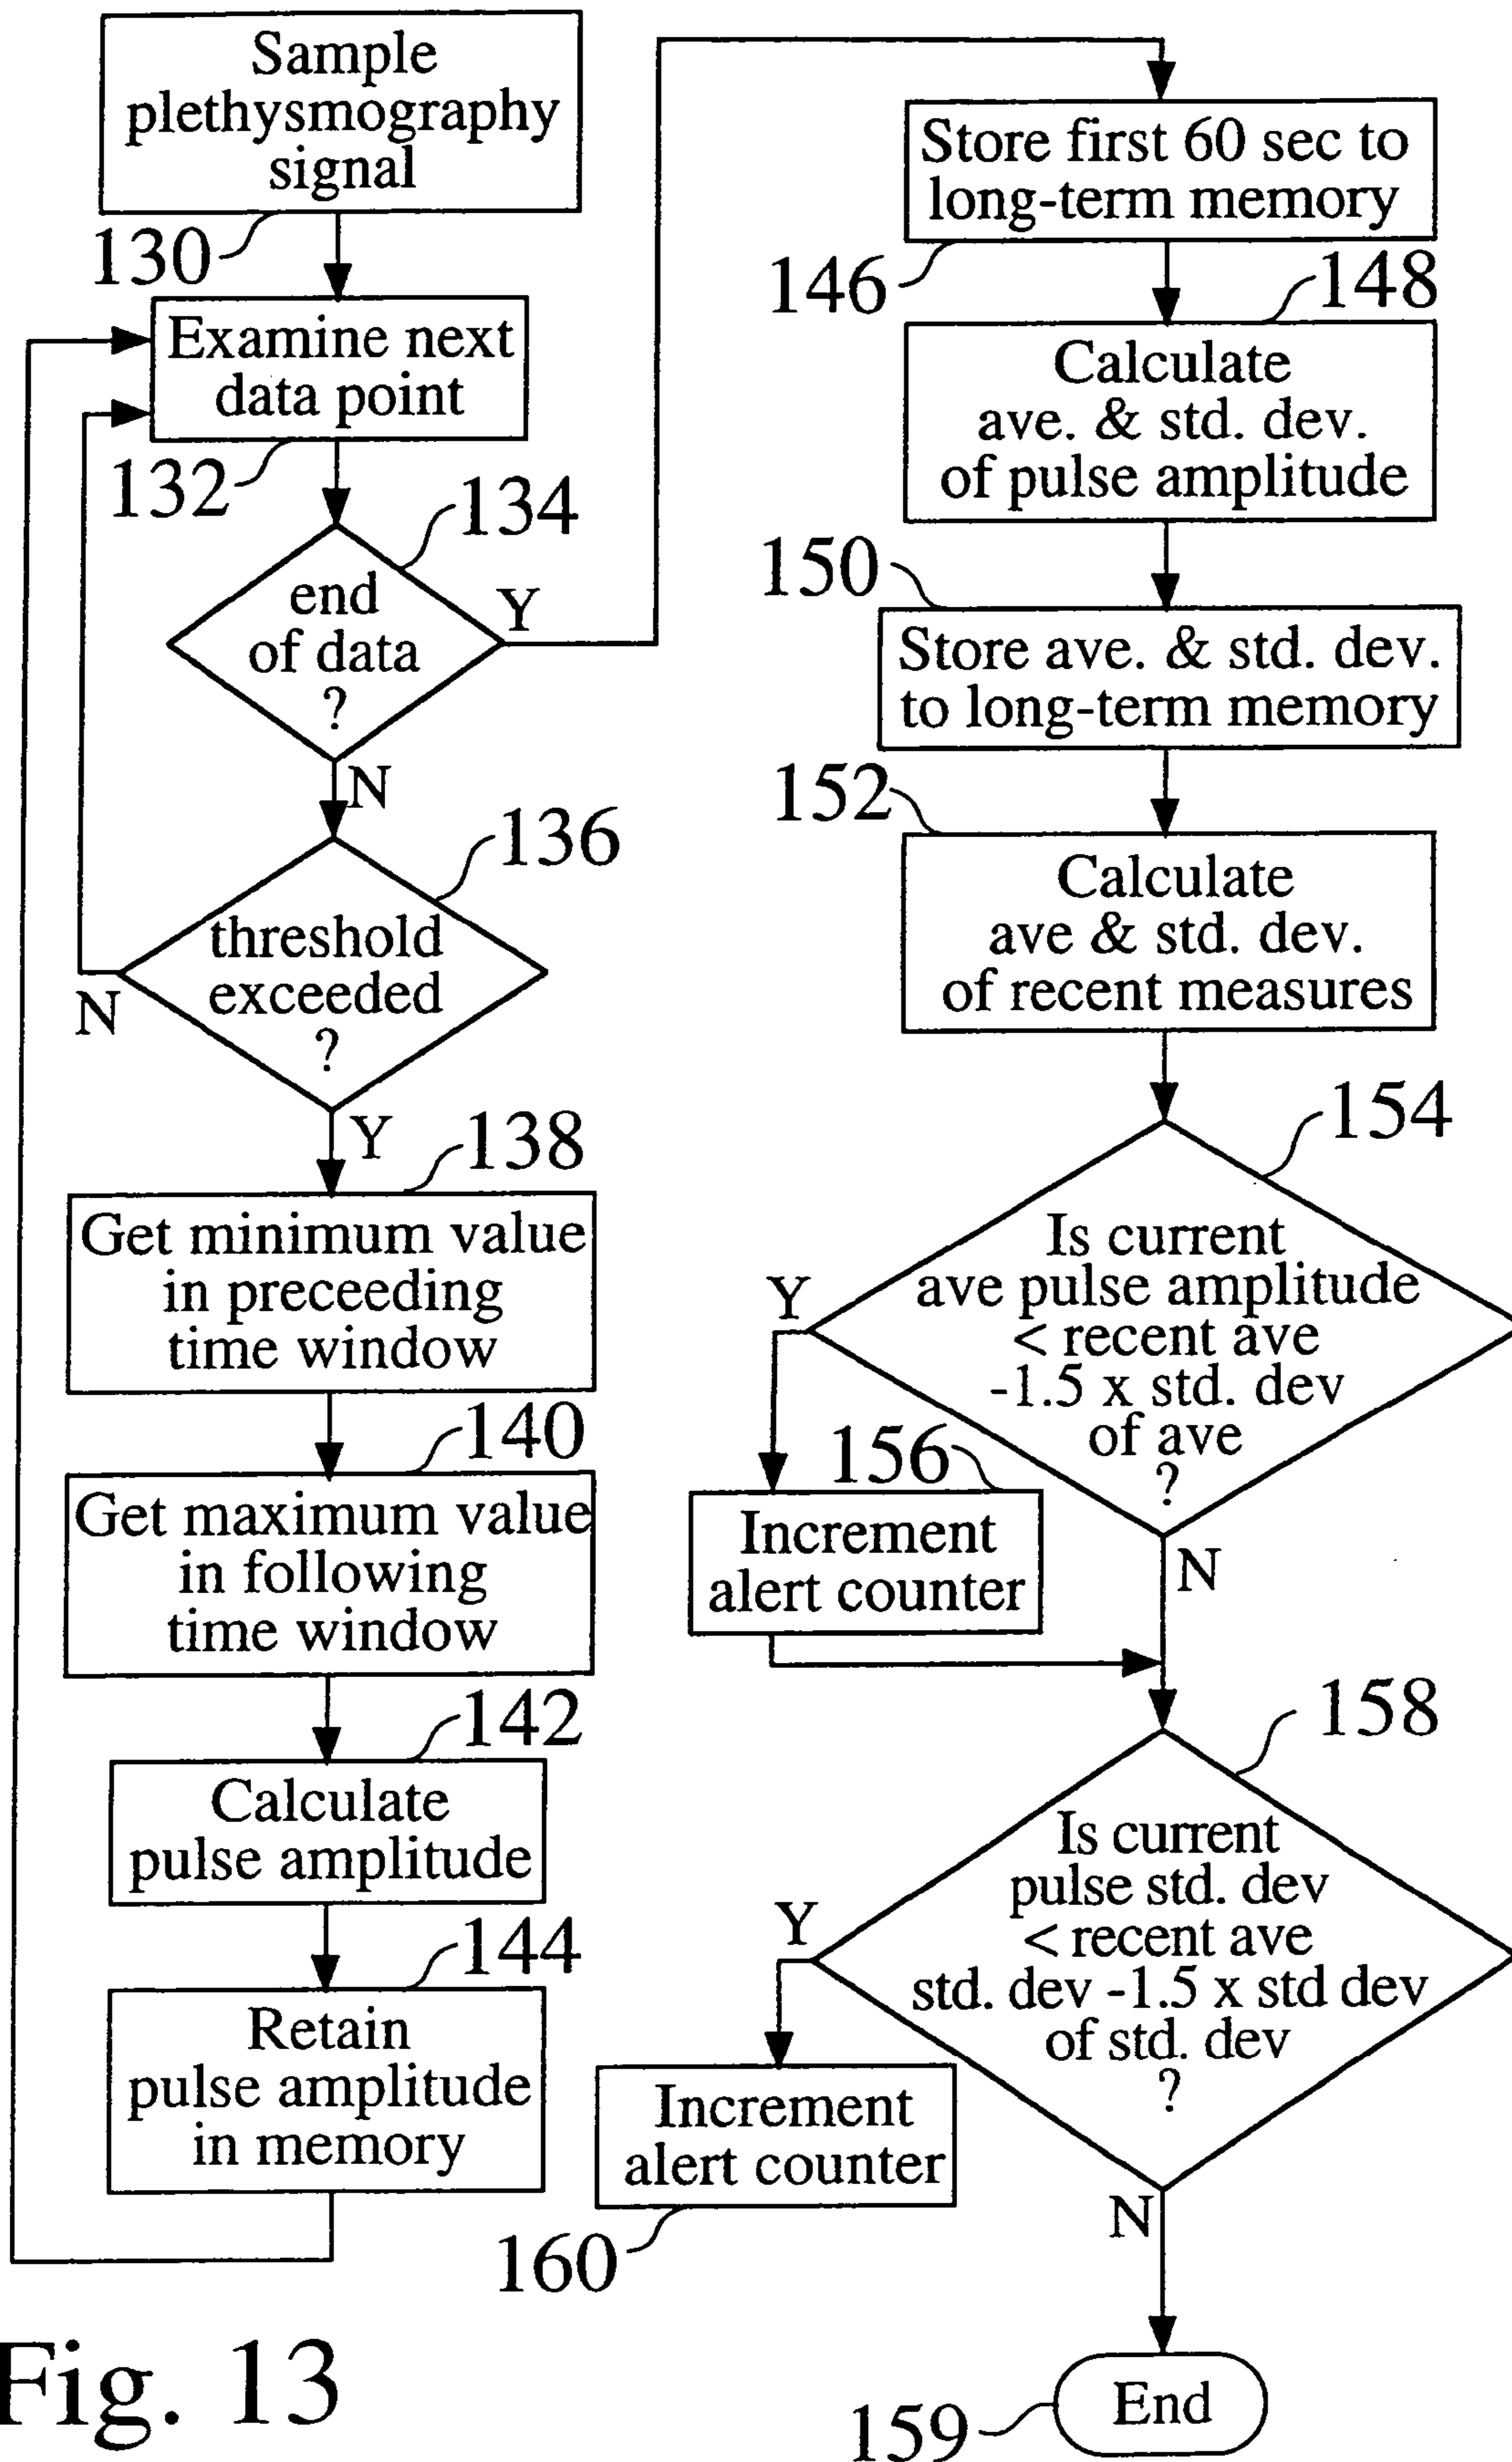 Sample
plethysmography
signal
130
Examine next
data point
132
134
end
of data
?
Y
N
136
threshold
exceeded
?
N
Y
138
Get minimum value
in preceeding
time window
140
Get maximum value
in following
time window
142
Calculate
pulse amplitude
144
Retain
pulse amplitude
in memory
Store first 60 sec to
long-term memory
146
148
Calculate
ave. & std. dev.
of pulse amplitude
150
Store ave. & std. dev.
to long-term memory
152
Calculate
ave & std. dev.
of recent measures
154
Is current
ave pulse amplitude
< recent ave
-1.5 x std. dev
of ave
?
Y
156
Increment
alert counter
N
158
Is current
pulse std. dev
< recent ave
std. dev -1.5 x std dev
of std. dev
?
Y
Increment
alert counter
160
N
End
159
Fig. 13